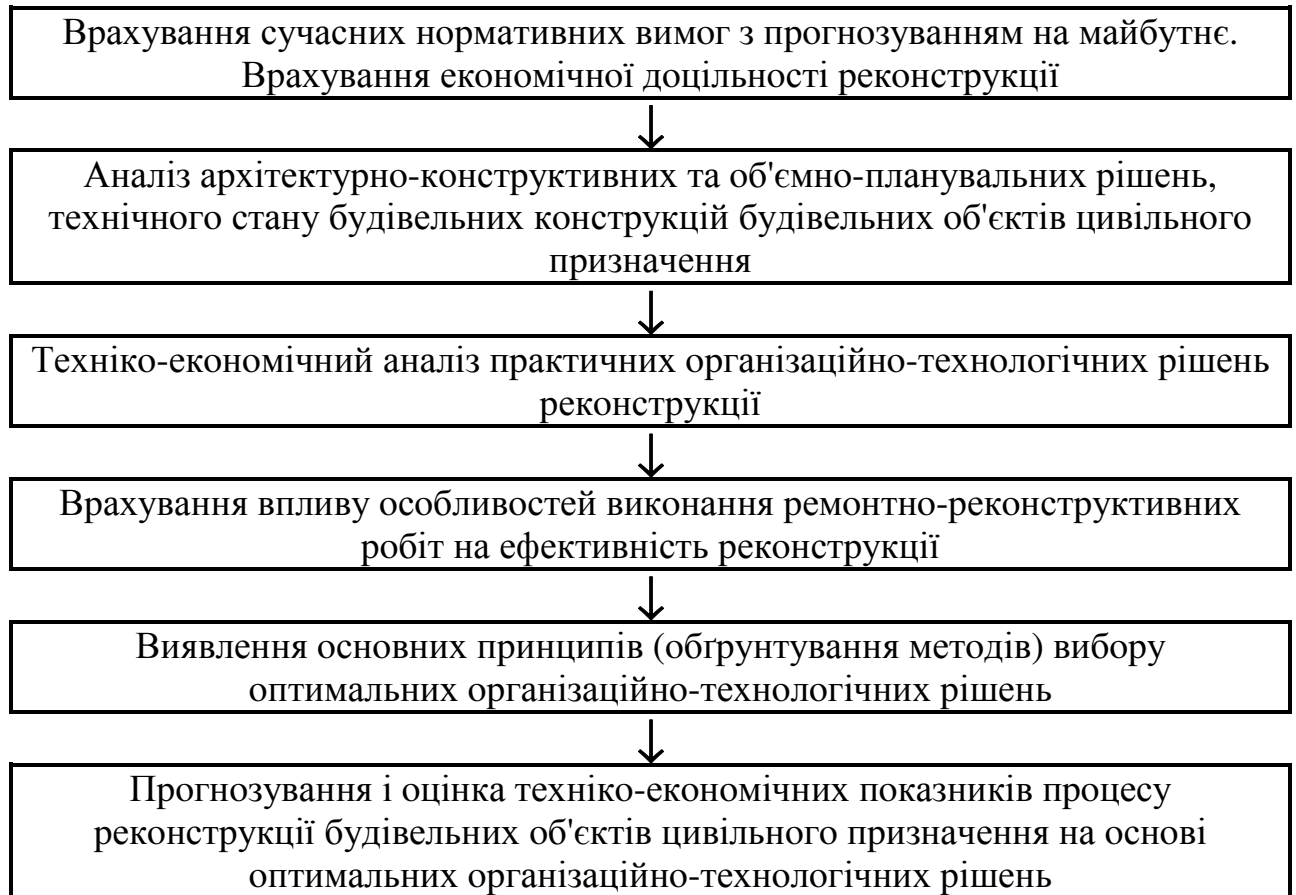 Врахування сучасних нормативних вимог з прогнозуванням на майбутнє.
Врахування економічної доцільності реконструкції
Аналіз архітектурно-конструктивних та об'ємно-планувальних рішень,
технічного стану будівельних конструкцій будівельних об'єктів цивільного
призначення
Техніко-економічний аналіз практичних організаційно-технологічних рішень
реконструкції
Врахування впливу особливостей виконання ремонтно-реконструктивних
робіт на ефективність реконструкції
Виявлення основних принципів (обґрунтування методів) вибору
оптимальних організаційно-технологічних рішень
Прогнозування і оцінка техніко-економічних показників процесу
реконструкції будівельних об'єктів цивільного призначення на основі
оптимальних організаційно-технологічних рішень